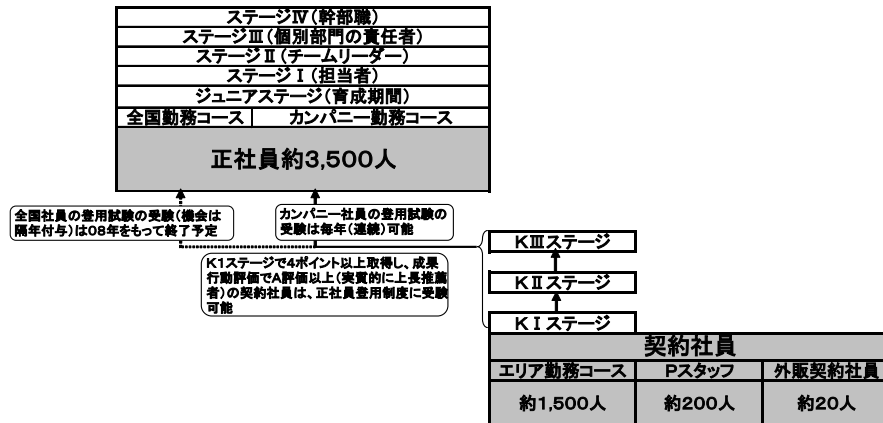 ステージⅣ(幹部職)
ステージⅢ(個別部門の責任者)
ステージⅡ(チームリーダー)
ステージⅠ(担当者)
ジュニアステージ(育成期間)
全国勤務コース
カンパニー勤務コース
正社員約3,500人
全国社員の登用試験の受験(機会は
隔年付与)は08年をもって終了予定
カンパニー社員の登用試験の
受験は毎年(連続)可能
K1ステージで4ポイント以上取得し、成果
行動評価でA評価以上(実質的に上長推薦
者)の契約社員は、正社員登用制度に受験
可能
KⅢステージ
KⅡステージ
KⅠステージ
契約社員
エリア勤務コース
Pスタッフ
外販契約社員
約1,500人
約200人
約20人